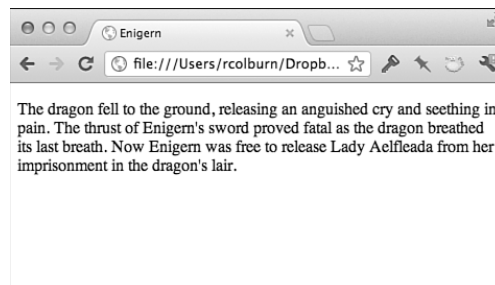 Enigern
file:///Users/rcolburn/Dropb...
The dragon fell to the ground, releasing an anguished cry and seething in
pain. The thrust of Enigern's sword proved fatal as the dragon breathed
its last breath. Now Enigern was free to release Lady Aelfleada from her
imprisonment in the dragon's lair.